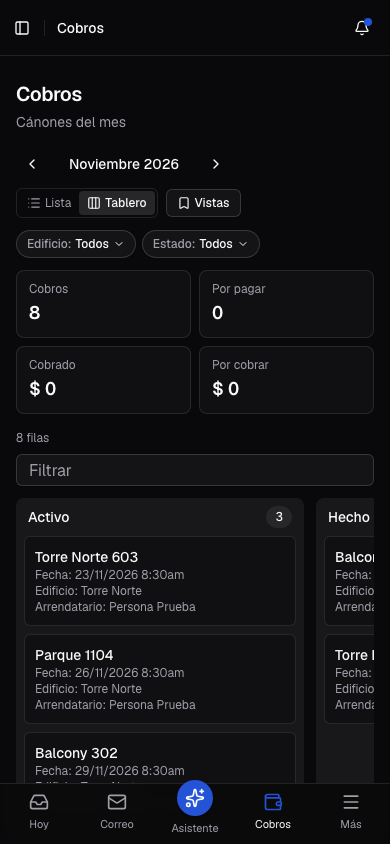 Cobros
Cobros
Cánones del mes
Noviembre 2026
Lista Tablero Vistas
Edificio: Todos Estado: Todos
Cobros
8
Por pagar
0
Cobrado
$ 0
Por cobrar
$ 0
8 filas
Filtrar
Activo 3
Torre Norte 603
Fecha: 23/11/2026 8:30am
Edificio: Torre Norte
Arrendatario: Persona Prueba
Parque 1104
Fecha: 26/11/2026 8:30am
Edificio: Torre Norte
Arrendatario: Persona Prueba
Balcony 302
Fecha: 29/11/2026 8:30am
Hecho
Fecha:
Torre
Fecha:
Hoy Correo Asistente Cobros Más